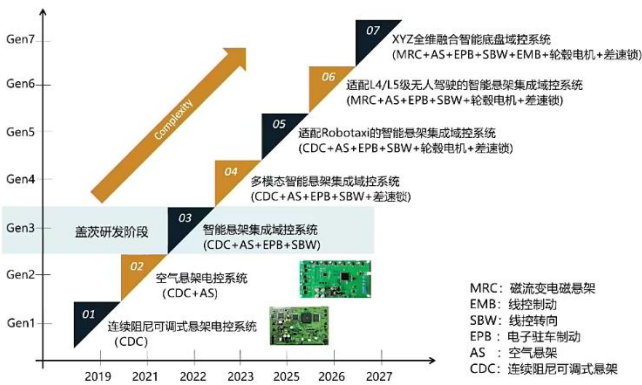 Gen7
07
XYZ全维融合智能底盘域控系统
(MRC+AS+EPB+SBW+EMB+轮毂电机+差速锁)
Gen6
06
适配L4/L5级无人驾驶的智能悬架集成域控系统
(MRC+AS+EPB+SBW+轮毂电机+差速锁)
Complexity
Gen5
05
适配Robotaxi的智能悬架集成域控系统
(CDC+AS+EPB+SBW+轮毂电机+差速锁)
Gen4
04
多模态智能悬架集成域控系统
(CDC+AS+EPB+SBW+差速锁)
Gen3
盖茨研发阶段
03
智能悬架集成域控系统
(CDC+AS+EPB+SBW)
Gen2
02
空气悬架电控系统
(CDC+AS)
Gen1
01
连续阻尼可调式悬架电控系统
(CDC)
MRC：磁流变电磁悬架
EMB：线控制动
SBW：线控转向
EPB：电子驻车制动
AS ：空气悬架
CDC：连续阻尼可调式悬架
2019 2021 2022 2023 2025 2026 2027